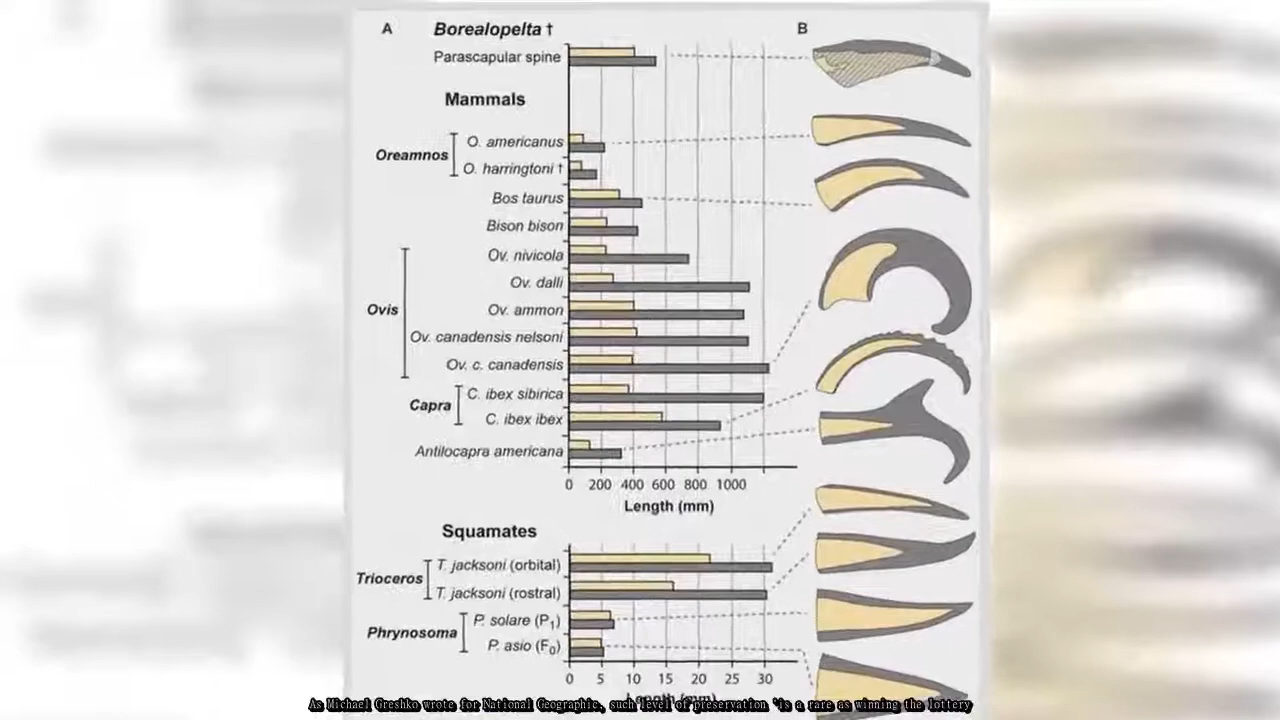 A
B
Borealopelta †
Parascapular spine
Mammals
Oreamnos
O. americanus
O. harringtoni †
Bos taurus
Bison bison
Ovis
Ov. nivicola
Ov. dalli
Ov. ammon
Ov. canadensis nelsoni
Ov. c. canadensis
Capra
C. ibex sibirica
C. ibex ibex
Antilocapra americana
0 200 400 600 800 1000
Length (mm)
Squamates
Trioceros
T. jacksoni (orbital)
T. jacksoni (rostral)
Phrynosoma
P. solare (P1)
P. asio (F0)
0 5 10 15 20 25 30
Length (mm)
As Michael Greshko wrote for National Geographic, such level of preservation "is a rare as winning the lottery